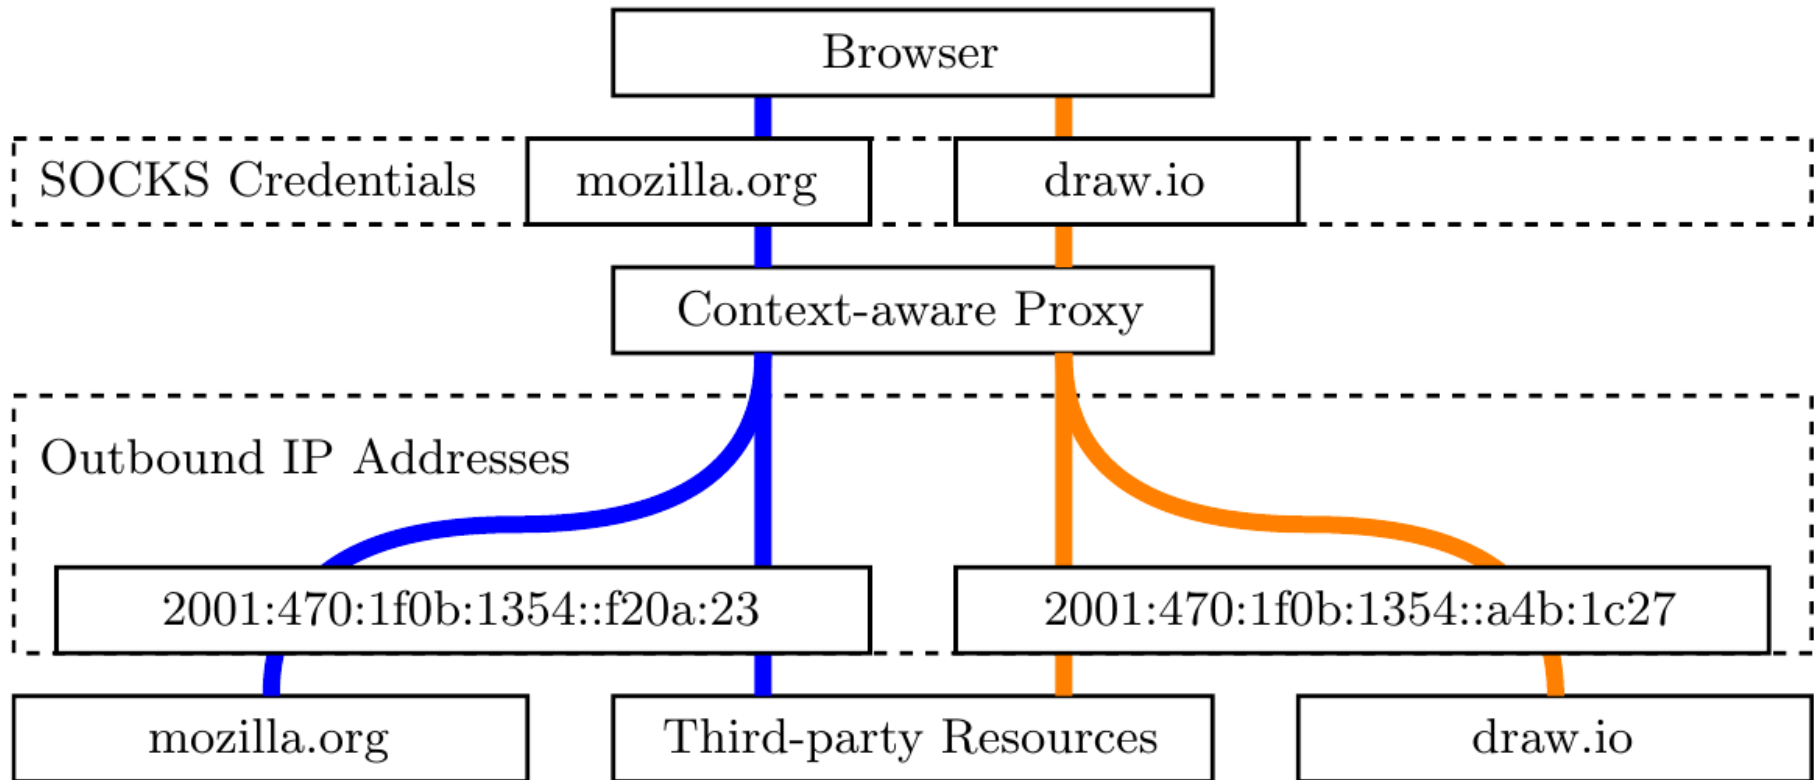 Browser
SOCKS Credentials
mozilla.org
draw.io
Context-aware Proxy
Outbound IP Addresses
2001:470:1f0b:1354::f20a:23
2001:470:1f0b:1354::a4b:1c27
mozilla.org
Third-party Resources
draw.io